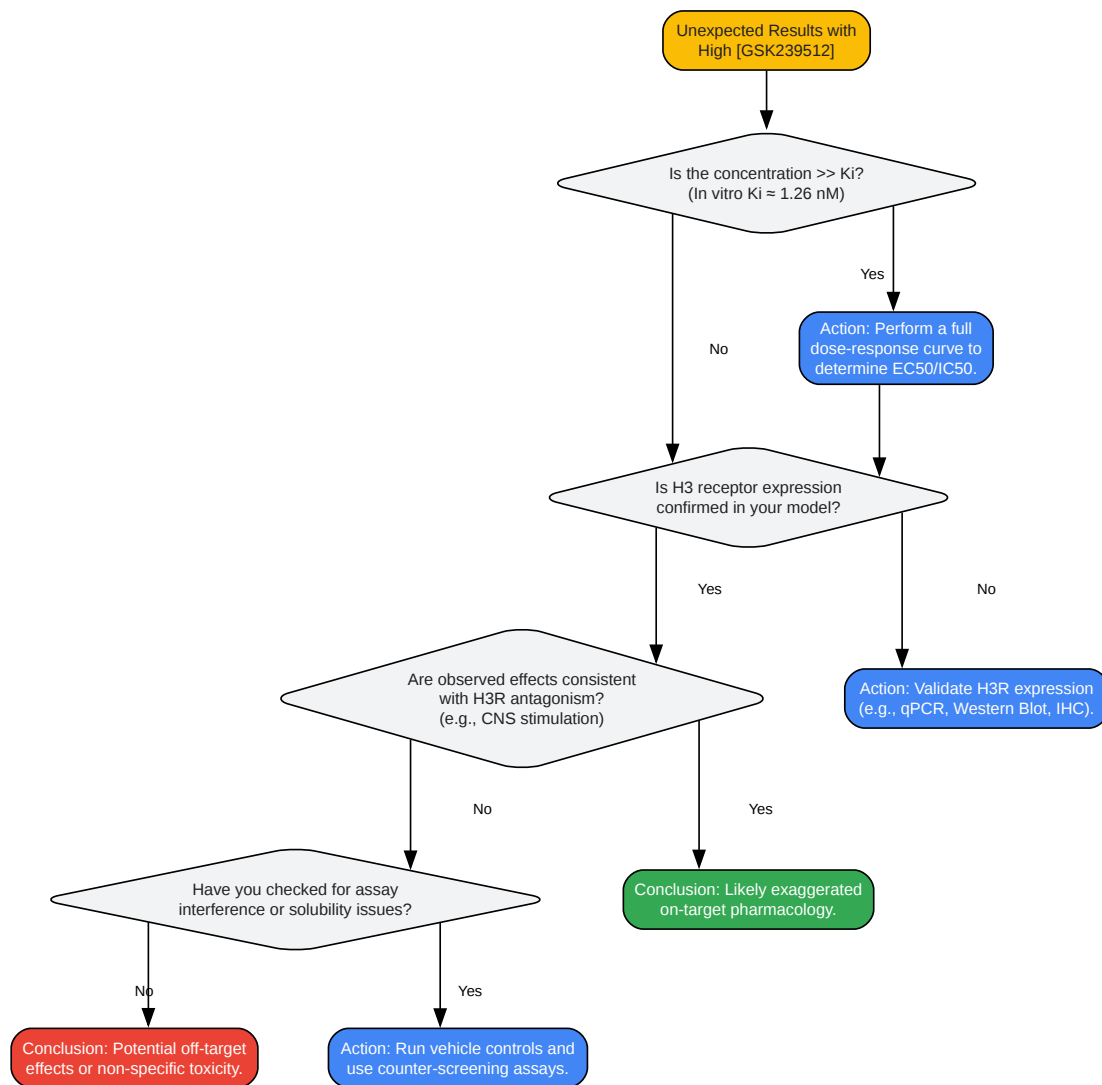 Unexpected Results with
High [GSK239512]
Is the concentration >> Ki?
(In vitro Ki ≈ 1.26 nM)
Yes
No
Action: Perform a full
dose-response curve to
determine EC50/IC50.
Is H3 receptor expression
confirmed in your model?
Yes
No
Are observed effects consistent
with H3R antagonism?
(e.g., CNS stimulation)
Action: Validate H3R expression
(e.g., qPCR, Western Blot, IHC).
No
Yes
Have you checked for assay
interference or solubility issues?
Conclusion: Likely exaggerated
on-target pharmacology.
No
Yes
Conclusion: Potential off-target
effects or non-specific toxicity.
Action: Run vehicle controls and
use counter-screening assays.